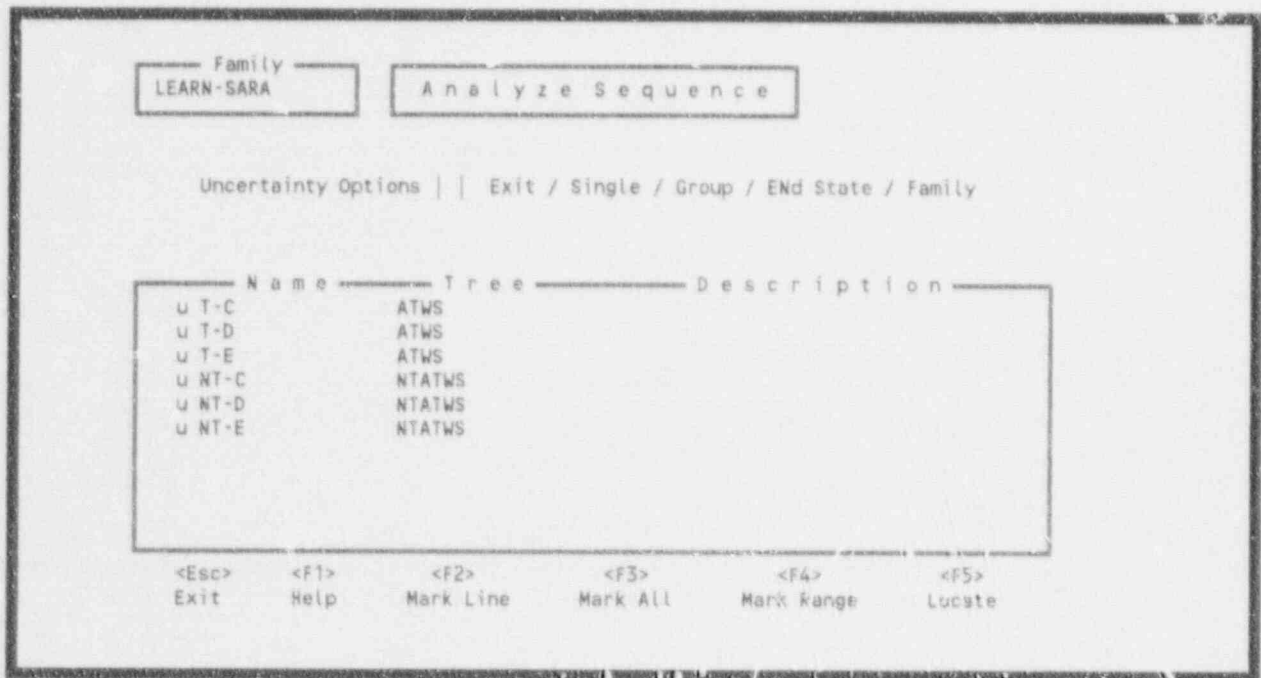 Family
LEARN-SARA
Analyze Sequence
Uncertainty Options | | Exit / Single / Group / ENd State / Family
Name Tree Description
u T-C ATWS
u T-D ATWS
u T-E ATWS
u NT-C NTATWS
u NT-D NTATWS
u NT-E NTATWS
<Esc> <F1> <F2> <F3> <F4> <F5>
Exit Help Mark Line Mark All Mark Range Locate